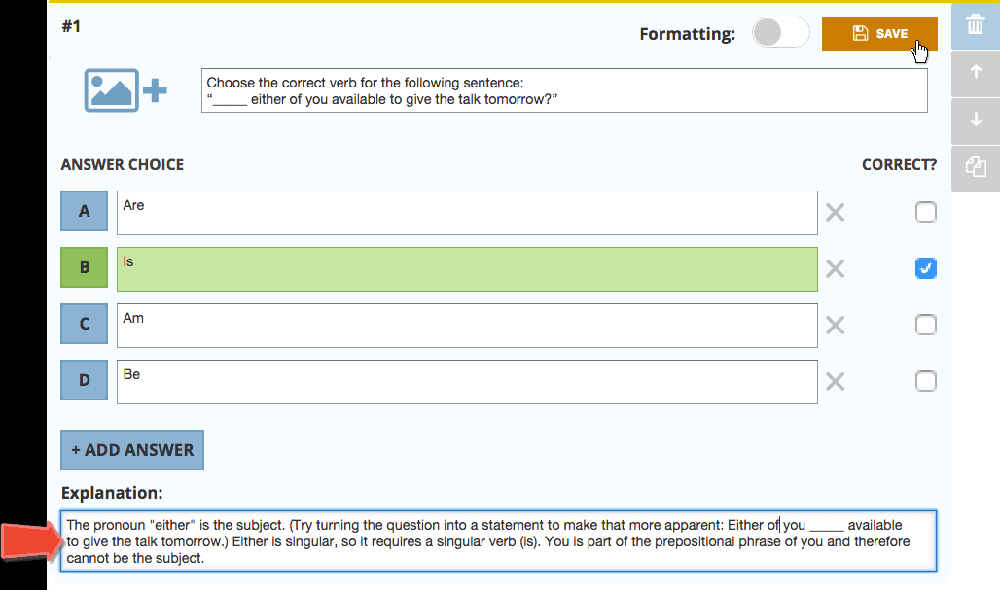 #1
Formatting:
SAVE
Choose the correct verb for the following sentence:
“_____ either of you available to give the talk tomorrow?”
ANSWER CHOICE
CORRECT?
A
Are
B
Is
C
Am
D
Be
+ ADD ANSWER
Explanation:
The pronoun "either" is the subject. (Try turning the question into a statement to make that more apparent: Either of you _____ available
to give the talk tomorrow.) Either is singular, so it requires a singular verb (is). You is part of the prepositional phrase of you and therefore
cannot be the subject.